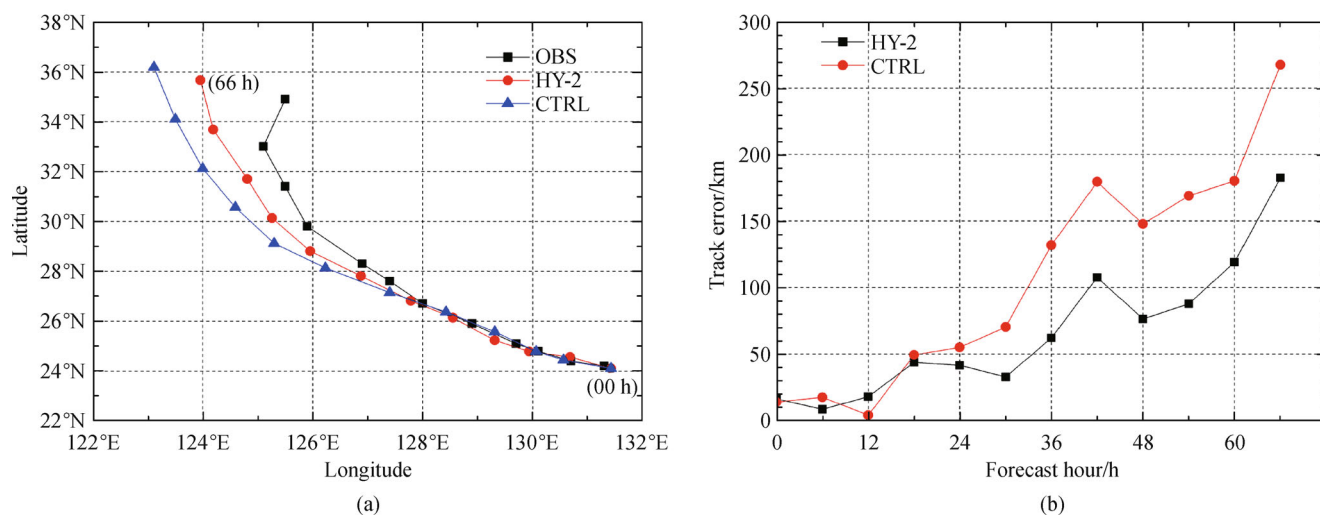 38°N
36°N
34°N
32°N
30°N
28°N
26°N
24°N
22°N
Latitude
122°E 124°E 126°E 128°E 130°E 132°E
Longitude
OBS
HY-2
CTRL
(66 h)
(00 h)
(a)
300
250
200
150
100
50
0
Track error/km
0 12 24 36 48 60
Forecast hour/h
HY-2
CTRL
(b)